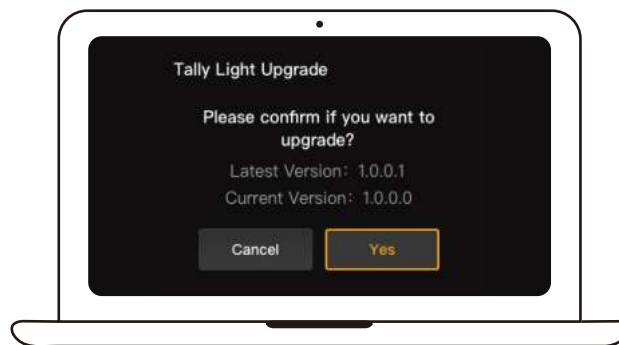 Tally Light Upgrade
Please confirm if you want to
upgrade?
Latest Version：1.0.0.1
Current Version：1.0.0.0
Cancel
Yes